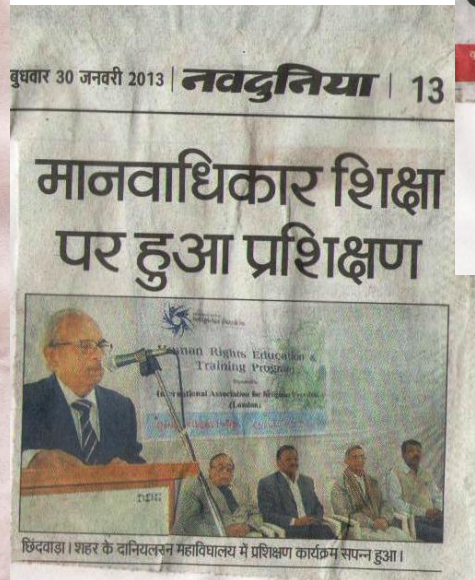 बुधवार 30 जनवरी 2013 | नवदुनिया | 13
मानवाधिकार शिक्षा
पर हुआ प्रशिक्षण
Human Rights Education &
Training Program
International Association for Religious Freedom
(London)
छिंदवाड़ा। शहर के दानियलसन महाविद्यालय में प्रशिक्षण कार्यक्रम संपन्न हुआ।